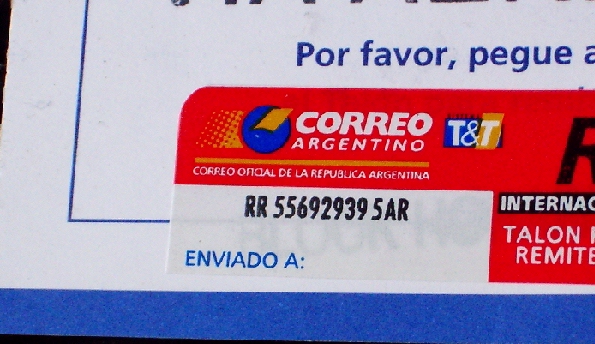 Por favor, pegue a
CORREO
ARGENTINO
T&T
CORREO OFICIAL DE LA REPUBLICA ARGENTINA
R
RR 55692939 5AR
INTERNAC
TALON
REMITE
ENVIADO A: